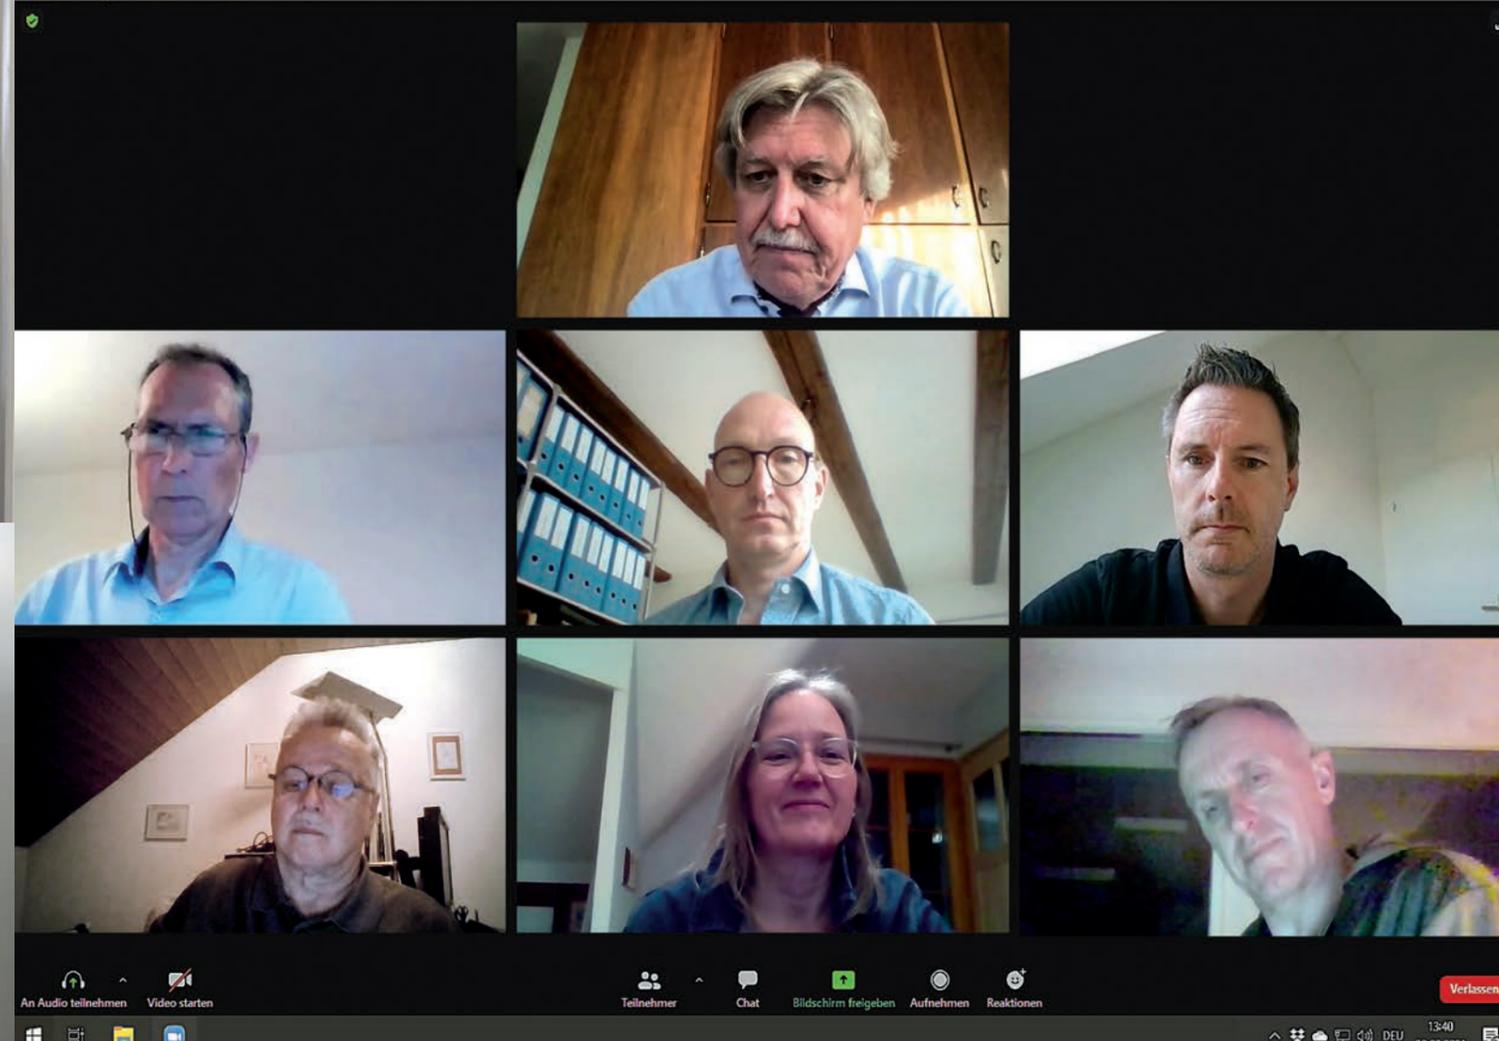 An Audio teilnehmen
Video starten
Teilnehmer
Chat
Bildschirm freigeben
Aufnehmen
Reaktionen
Verlassen
DEU
13:40